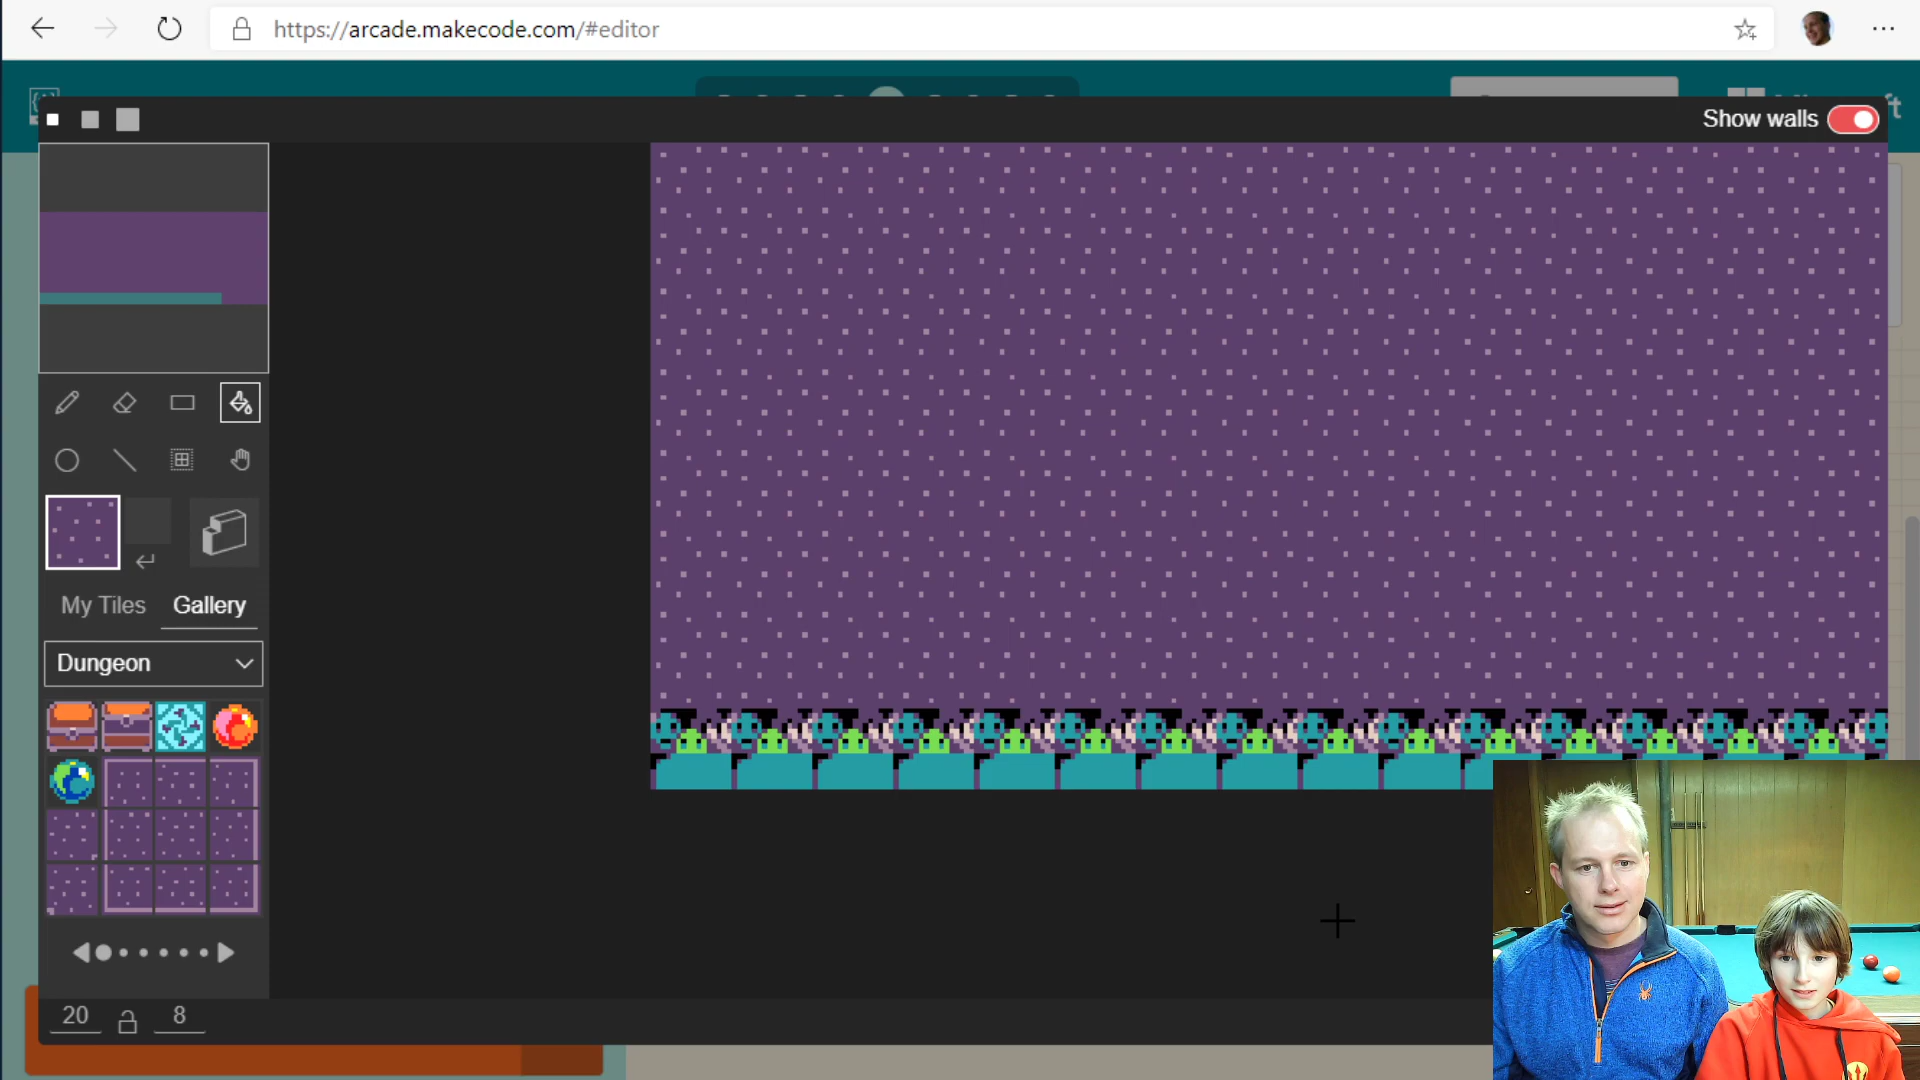 https://arcade.makecode.com/#editor
Show walls
My Tiles Gallery
Dungeon
20 8